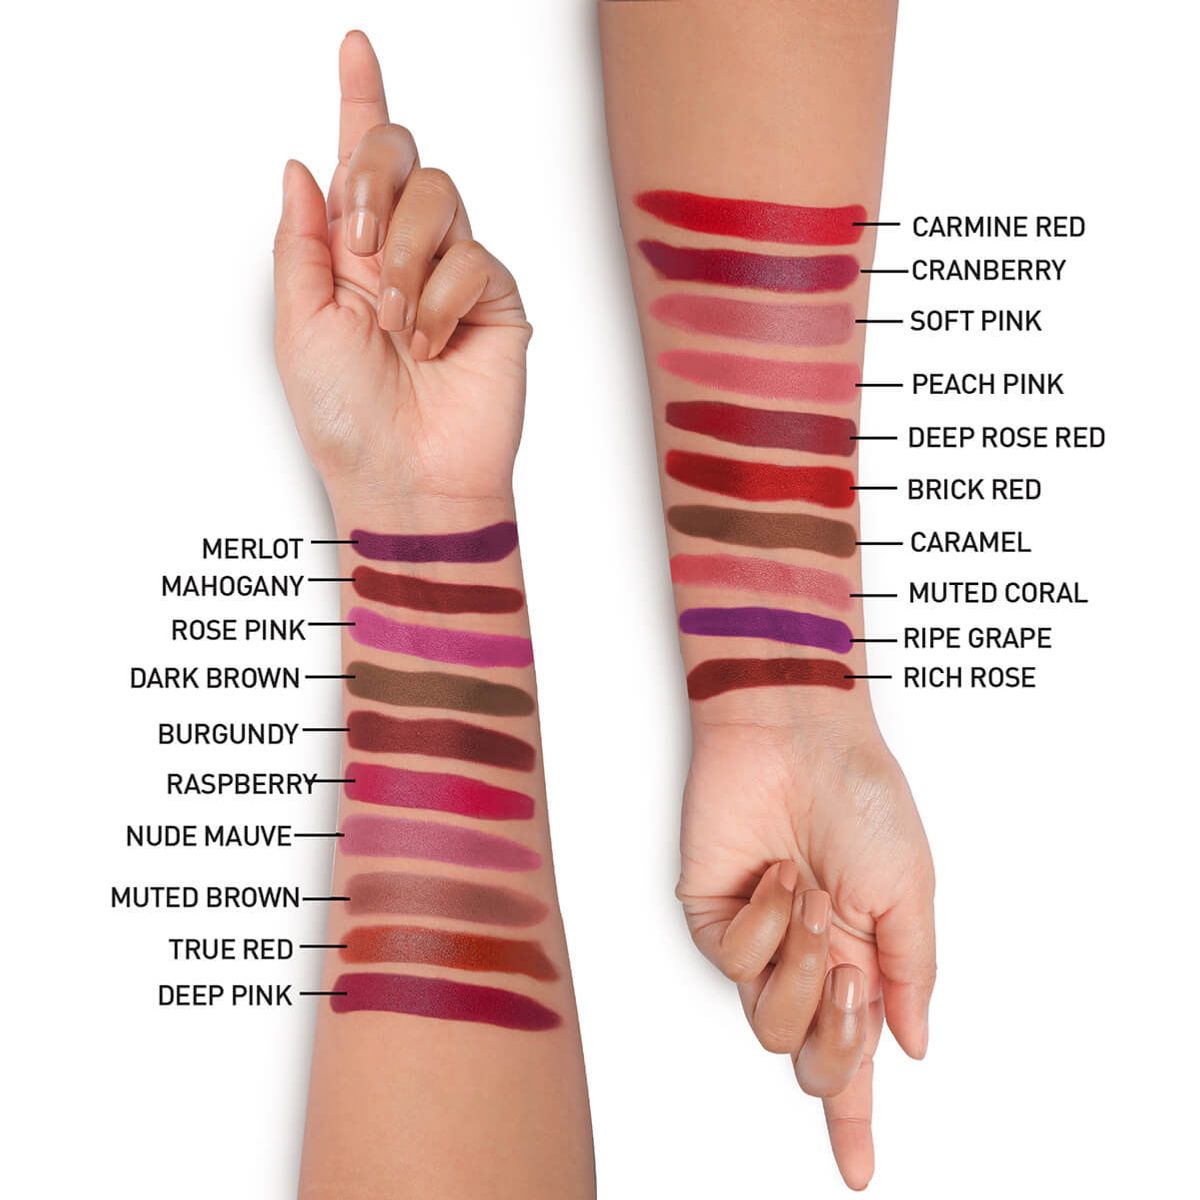 MERLOT
MAHOGANY
ROSE PINK
DARK BROWN
BURGUNDY
RASPBERRY
NUDE MAUVE
MUTED BROWN
TRUE RED
DEEP PINK
CARMINE RED
CRANBERRY
SOFT PINK
PEACH PINK
DEEP ROSE RED
BRICK RED
CARAMEL
MUTED CORAL
RIPE GRAPE
RICH ROSE